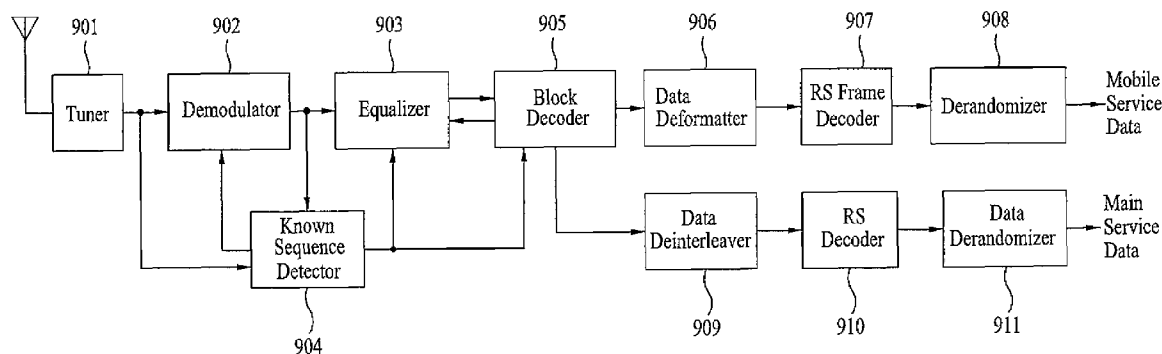 901
902
903
905
906
907
908
Tuner
Demodulator
Equalizer
Block
Decoder
Data
Deformatter
RS Frame
Decoder
Derandomizer
Mobile
Service
Data
Known
Sequence
Detector
Data
Deinterleaver
RS
Decoder
Data
Derandomizer
Main
Service
Data
904
909
910
911